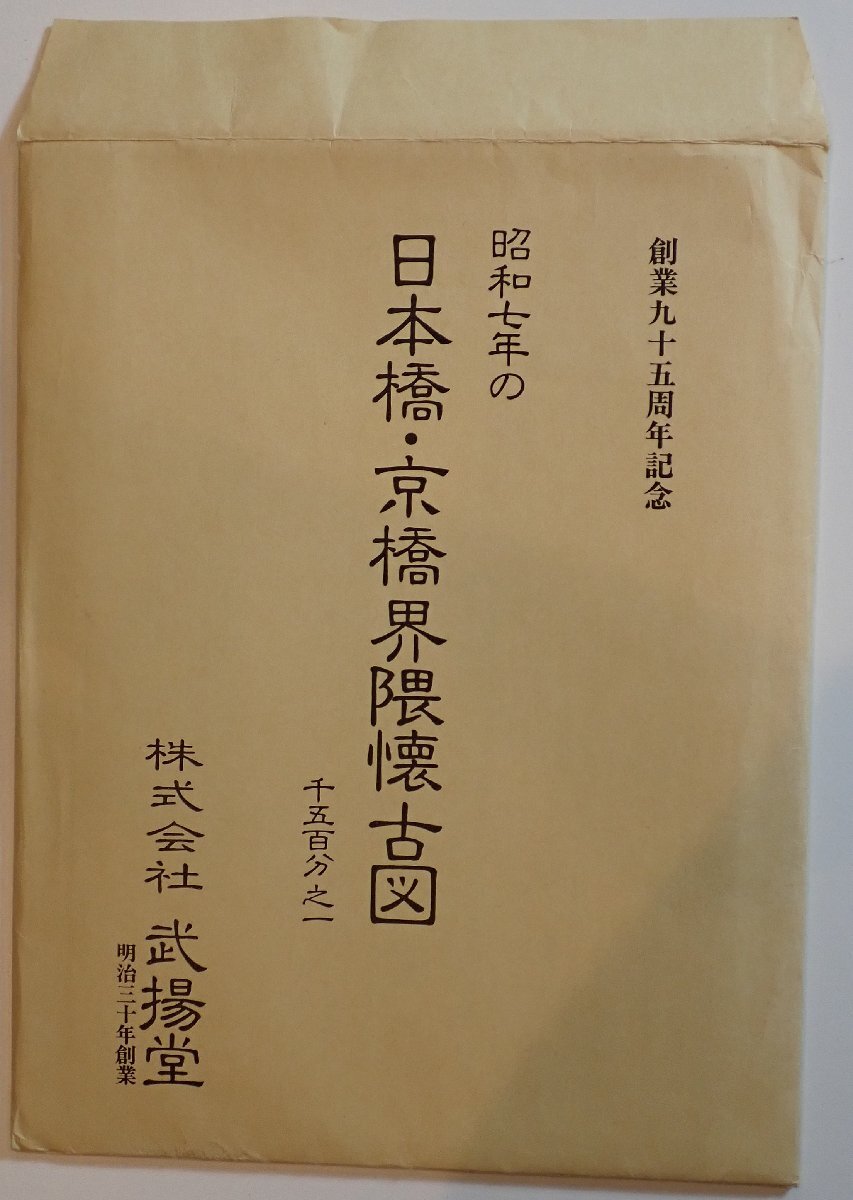 創業九十五周年記念
昭和七年の
日本橋・京橋界隈懐古図
千五百分之一
株式会社 武揚堂
明治三十年創業